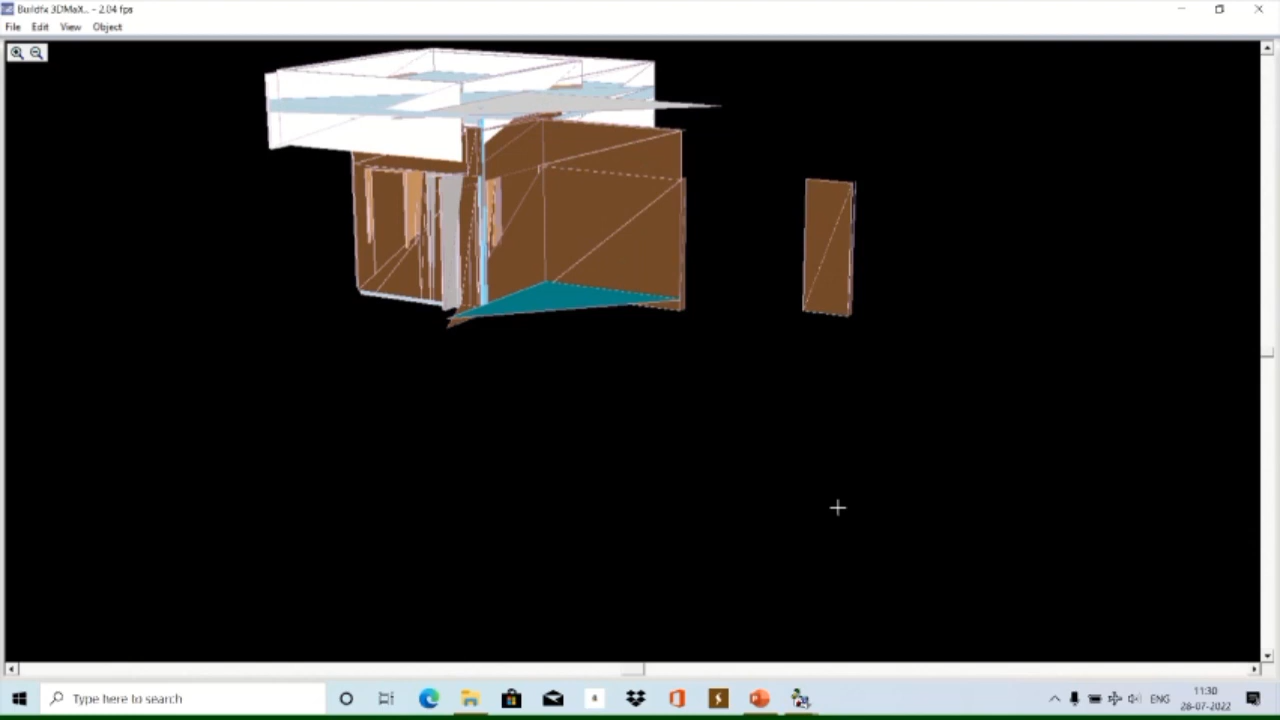 Buildfx 3DMaX.. - 2.04 fps
File Edit View Object
Type here to search
ENG
11:30
28-07-2022